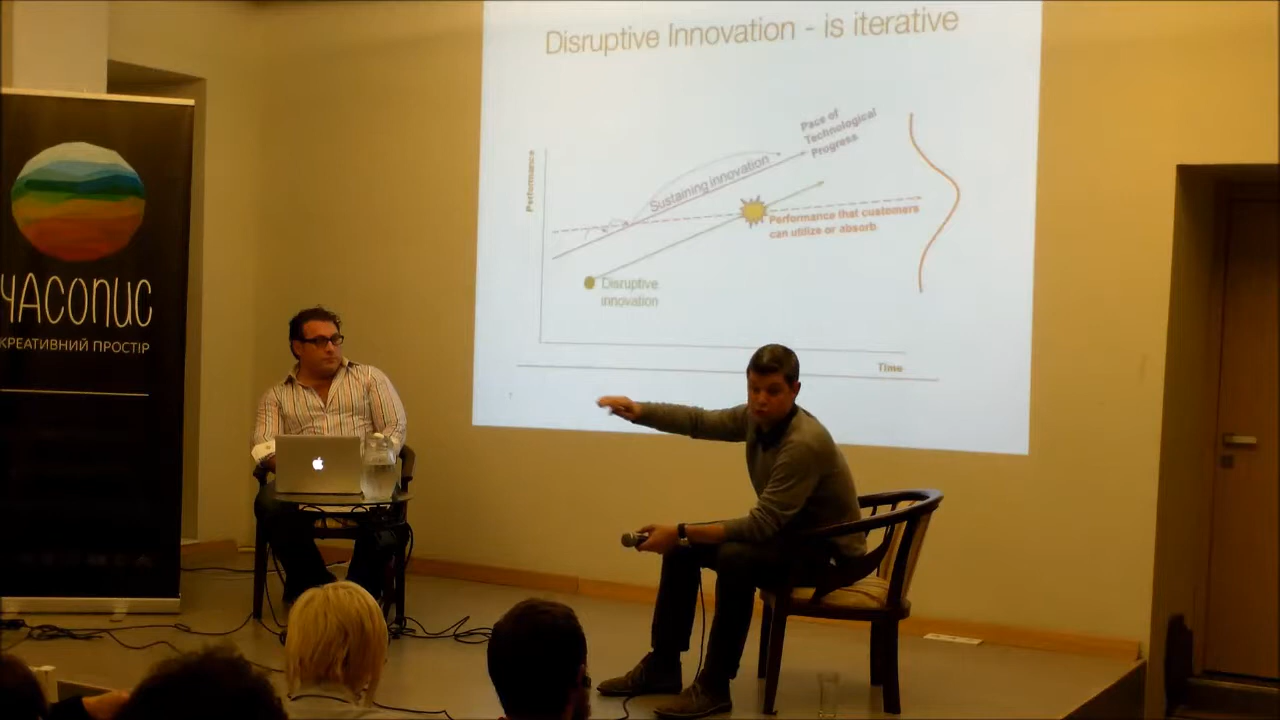 Disruptive Innovation - is iterative
Pace of
Technological
Progress
Performance
Sustaining innovation
Performance that customers
can utilize or absorb
Disruptive
innovation
Time
ЧАСОПИС
КРЕАТИВНИЙ ПРОСТІР